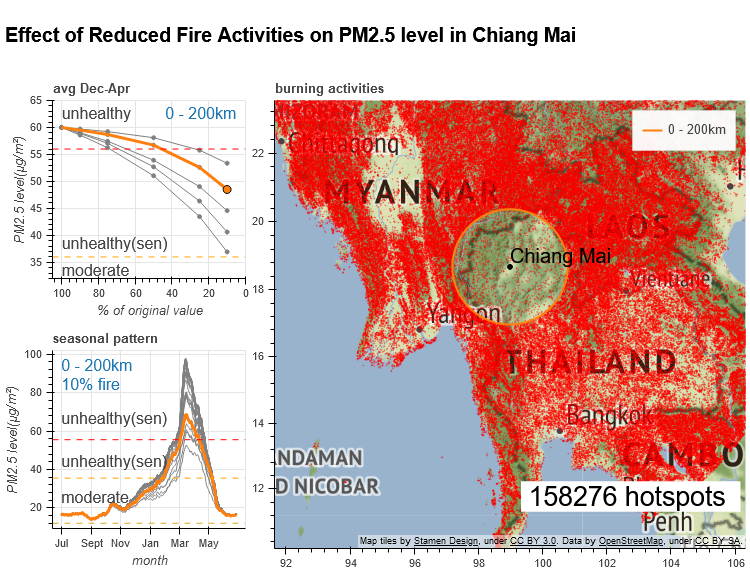 Effect of Reduced Fire Activities on PM2.5 level in Chiang Mai
avg Dec-Apr
65
60
55
50
45
40
35
PM2.5 level(µg/m³)
unhealthy
0 - 200km
unhealthy(sen)
moderate
100 80 60 40 20 0
% of original value
seasonal pattern
100
80
60
40
20
PM2.5 level(µg/m³)
0 - 200km
10% fire
unhealthy(sen)
unhealthy(sen)
moderate
Jul Sept Nov Jan Mar May
month
burning activities
22
20
18
16
14
12
0 - 200km
Chittagong
MYANMAR
LAOS
Chiang Mai
Vientiane
Yangon
THAILAND
Bangkok
NDAMAN
D NICOBAR
CAMBO
158276 hotspots
Penh
Map tiles by Stamen Design, under CC BY 3.0. Data by OpenStreetMap, under CC BY SA.
92 94 96 98 100 102 104 106